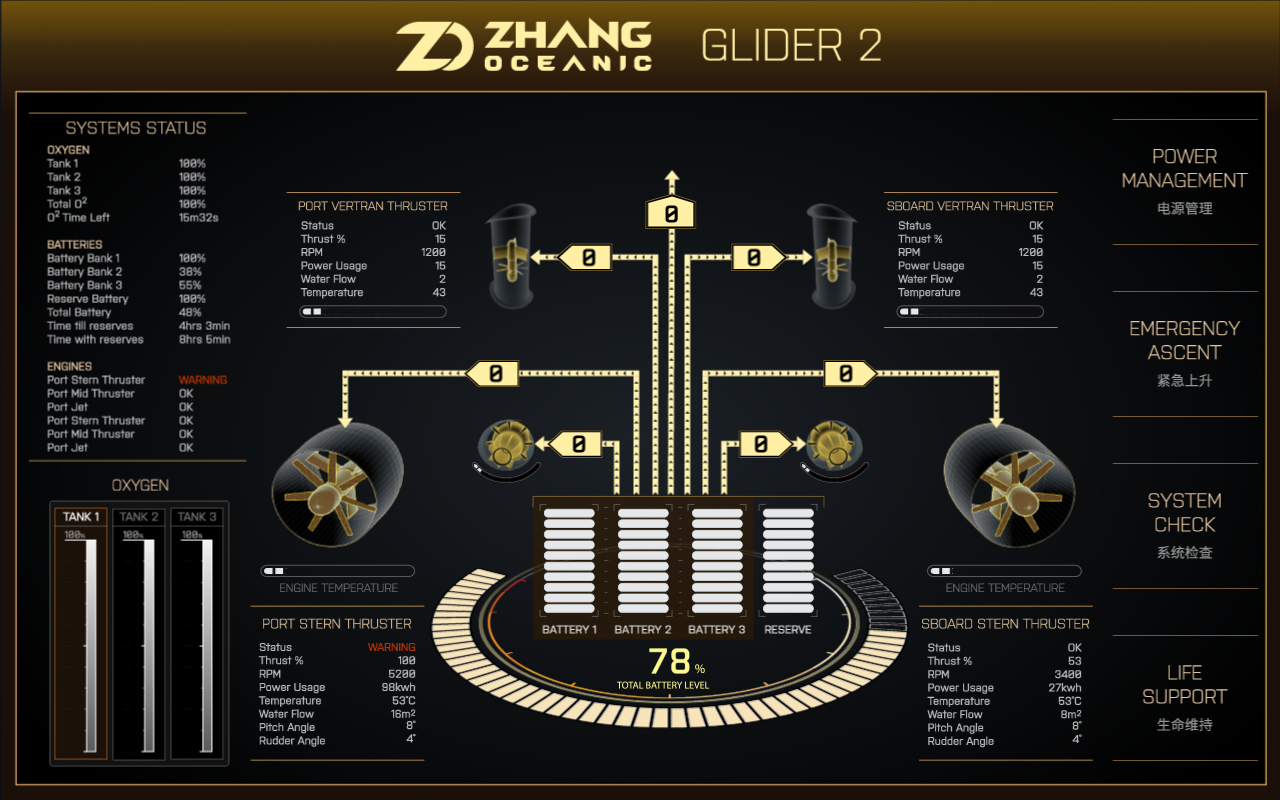 ZHANG
OCEANIC
GLIDER 2
SYSTEMS STATUS
OXYGEN
Tank 1 100%
Tank 2 100%
Tank 3 100%
Total O² 100%
O² Time Left 15m32s
BATTERIES
Battery Bank 1 100%
Battery Bank 2 38%
Battery Bank 3 55%
Reserve Battery 100%
Total Battery 48%
Time till reserves 4hrs 3min
Time with reserves 8hrs 5min
ENGINES
Port Stern Thruster WARNING
Port Mid Thruster OK
Port Jet OK
Port Stern Thruster OK
Port Mid Thruster OK
Port Jet OK
OXYGEN
TANK 1 TANK 2 TANK 3
100% 100% 100%
PORT VERTRAN THRUSTER
Status OK
Thrust % 15
RPM 1200
Power Usage 15
Water Flow 2
Temperature 43
0
0 0
0 0
0 0
SBOARD VERTRAN THRUSTER
Status OK
Thrust % 15
RPM 1200
Power Usage 15
Water Flow 2
Temperature 43
ENGINE TEMPERATURE
PORT STERN THRUSTER
Status WARNING
Thrust % 100
RPM 5200
Power Usage 98kwh
Temperature 53°C
Water Flow 16m²
Pitch Angle 8°
Rudder Angle 4°
BATTERY 1 BATTERY 2 BATTERY 3 RESERVE
78 %
TOTAL BATTERY LEVEL
ENGINE TEMPERATURE
SBOARD STERN THRUSTER
Status OK
Thrust % 53
RPM 3400
Power Usage 27kwh
Temperature 53°C
Water Flow 8m²
Pitch Angle 8°
Rudder Angle 4°
POWER
MANAGEMENT
电源管理
EMERGENCY
ASCENT
紧急上升
SYSTEM
CHECK
系统检查
LIFE
SUPPORT
生命维持